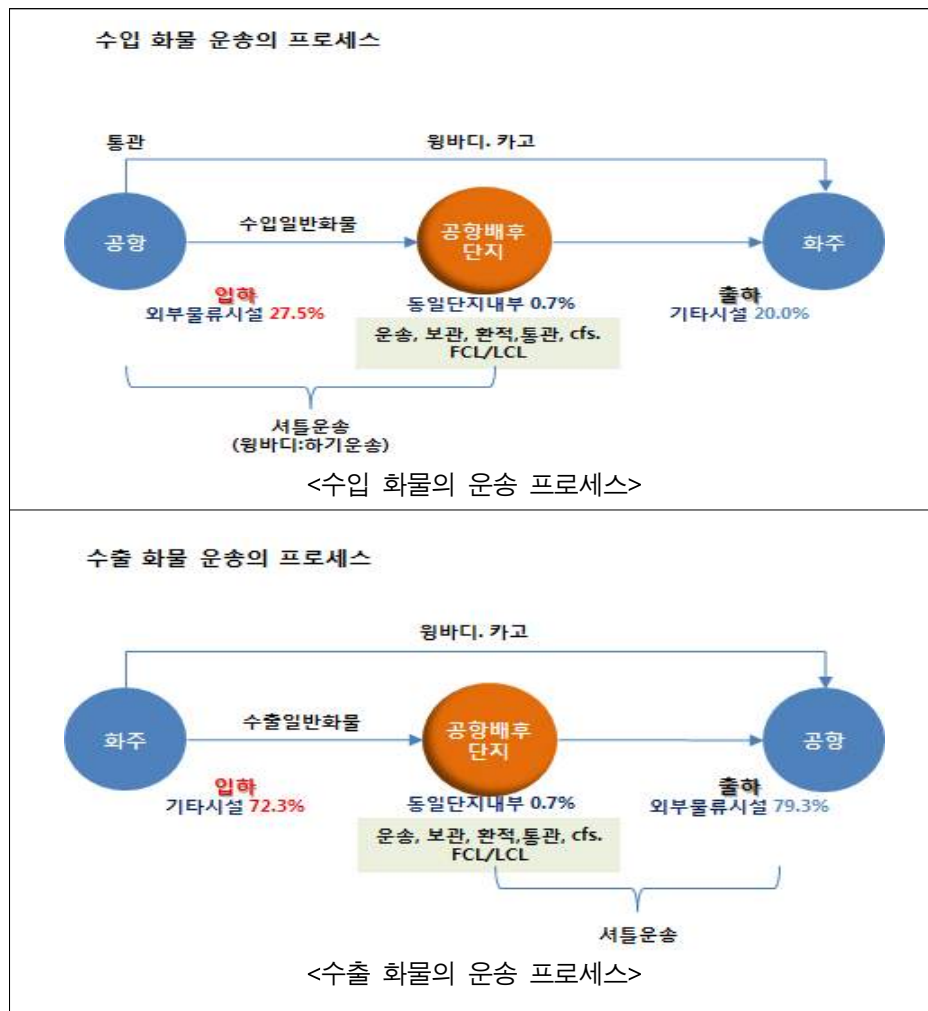 수입 화물 운송의 프로세스
통관
윙바디. 카고
공항
수입일반화물
공항배후
단지
화주
입하
외부물류시설 27.5%
동일단지내부 0.7%
출하
기타시설 20.0%
운송, 보관, 환적,통관, cfs.
FCL/LCL
셔틀운송
(윙바디:하기운송)
<수입 화물의 운송 프로세스>
수출 화물 운송의 프로세스
윙바디. 카고
화주
수출일반화물
공항배후
단지
공항
입하
기타시설 72.3%
동일단지내부 0.7%
출하
외부물류시설 79.3%
운송, 보관, 환적,통관, cfs.
FCL/LCL
셔틀운송
<수출 화물의 운송 프로세스>